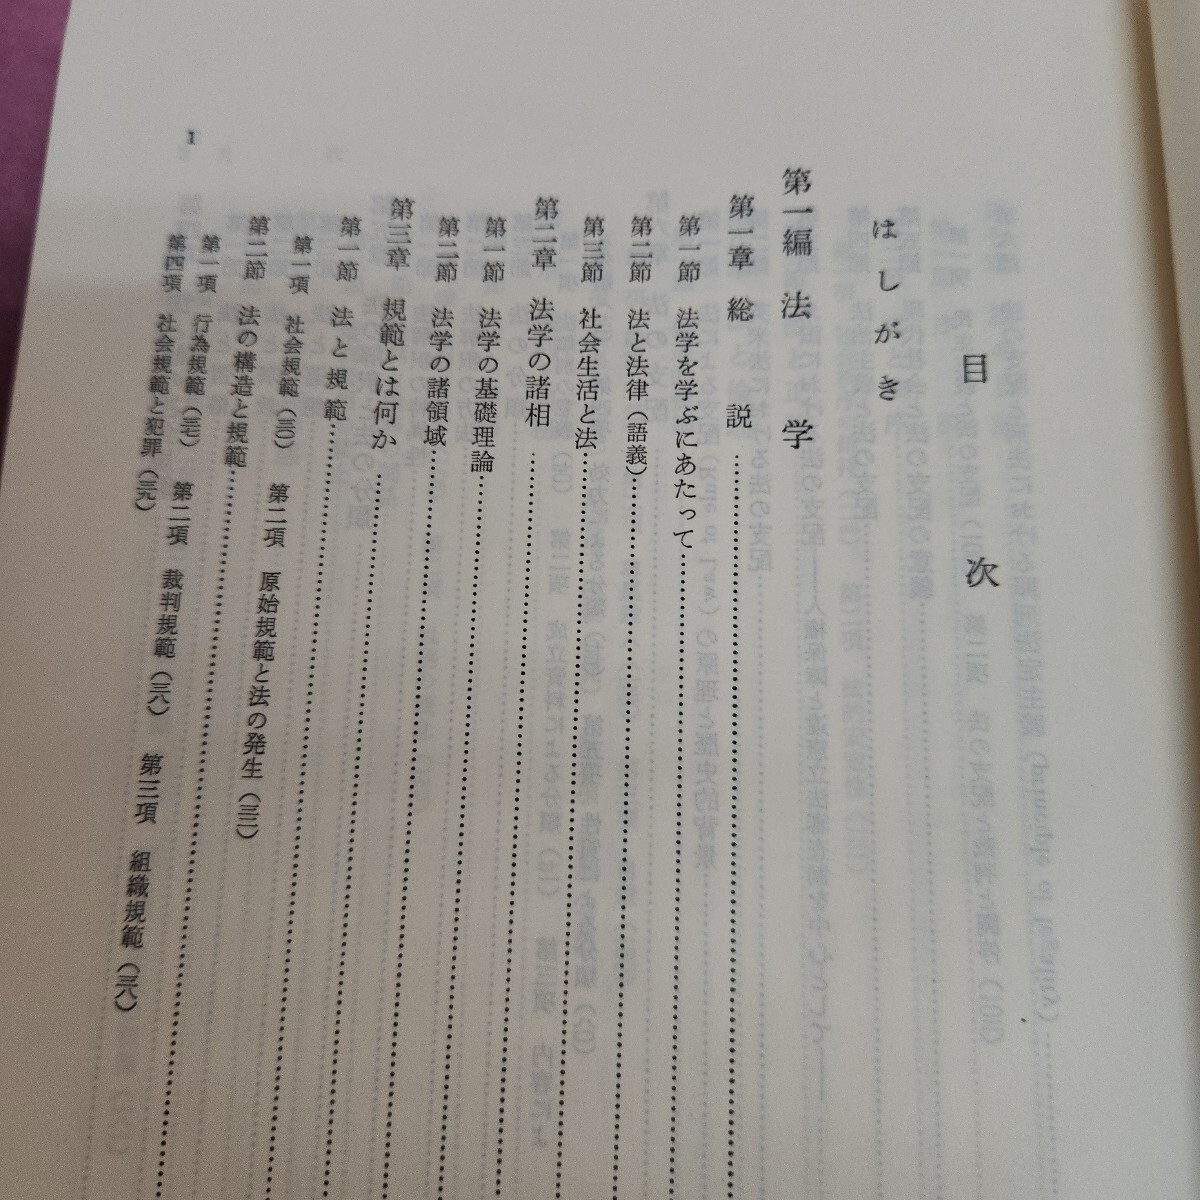 目次
はしがき
第一編 法学
第一章 総説
第一節 法学を学ぶにあたって
第二節 法と法律（語義）
第三節 社会生活と法
第二章 法学の諸相
第一節 法学の基礎理論
第二節 法学の諸領域
第三章 規範とは何か
第一節 法と規範
第一項 社会規範（三〇） 第二項 原始規範と法の発生（三二）
第二節 法の構造と規範
第一項 行為規範（三七） 第二項 裁判規範（三八） 第三項 組織規範（三八）
第四項 社会規範と犯罪（三九）
1